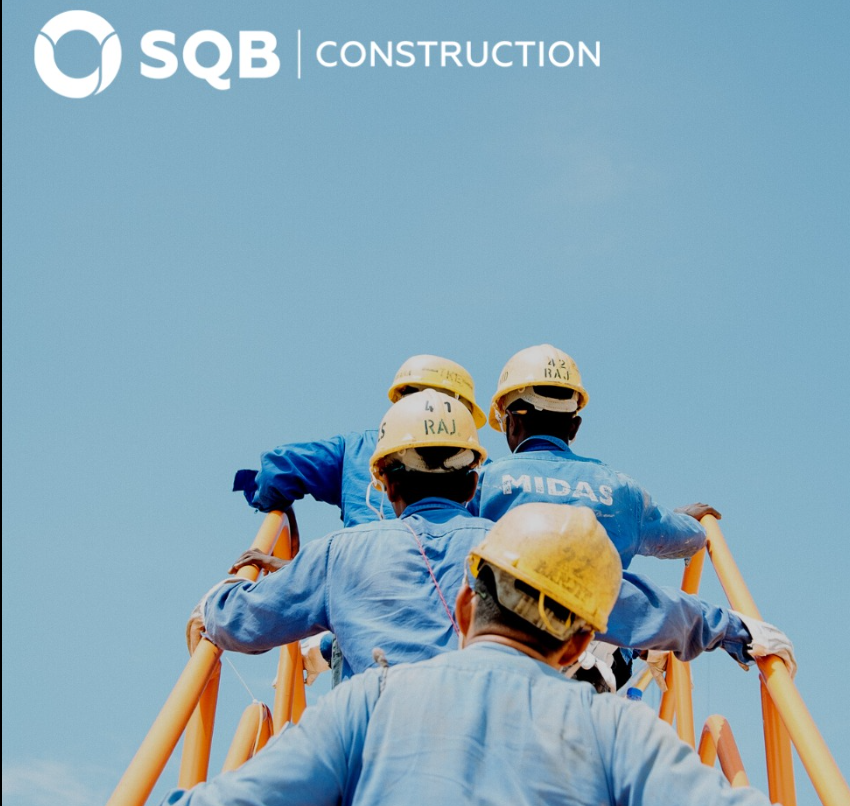 SQB | CONSTRUCTION
42
RAJ
41
RAJ
MIDAS